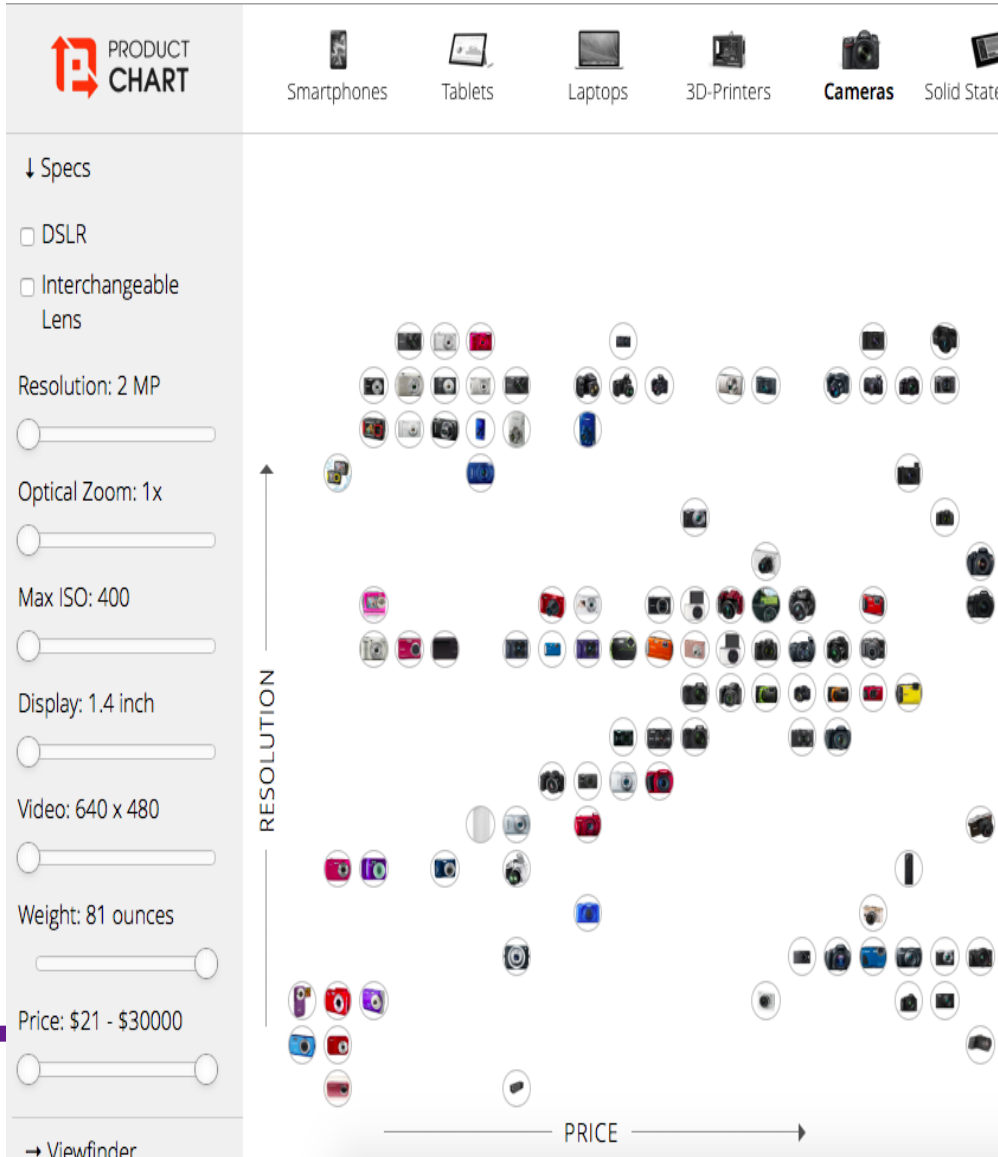 PRODUCT
CHART
Smartphones
Tablets
Laptops
3D-Printers
Cameras
Solid State
↓ Specs
DSLR
Interchangeable
Lens
Resolution: 2 MP
Optical Zoom: 1x
Max ISO: 400
Display: 1.4 inch
Video: 640 x 480
Weight: 81 ounces
Price: $21 - $30000
→ Viewfinder
RESOLUTION
PRICE